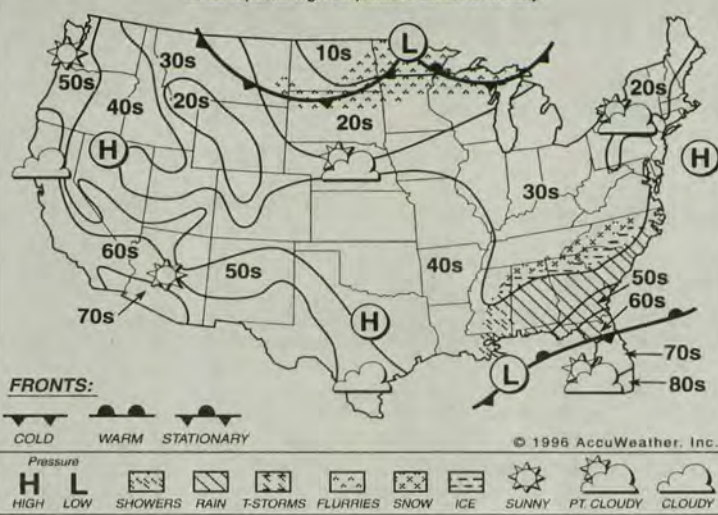 L
10s
30s
50s
20s
20s
40s
20s
H
H
30s
60s
50s
40s
50s
H
60s
70s
70s
L
80s
FRONTS:
COLD WARM STATIONARY
© 1996 AccuWeather, Inc.
Pressure
H L
HIGH LOW SHOWERS RAIN T-STORMS FLURRIES SNOW ICE SUNNY PT. CLOUDY CLOUDY